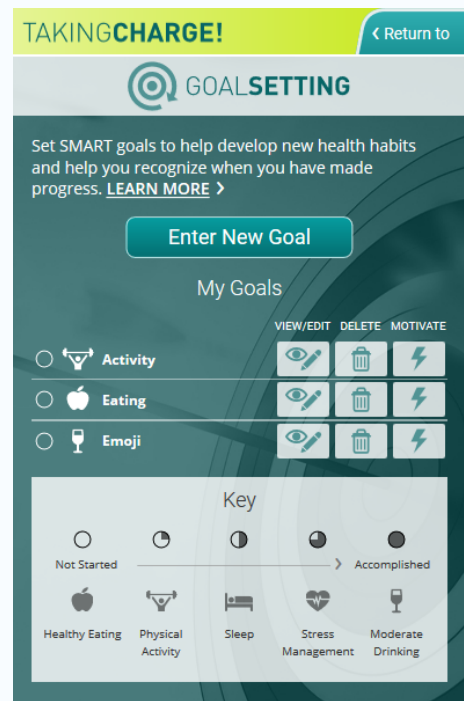 TAKINGCHARGE!
Return to
GOALSETTING
Set SMART goals to help develop new health habits
and help you recognize when you have made
progress. LEARN MORE >
Enter New Goal
My Goals
VIEW/EDIT DELETE MOTIVATE
Activity
Eating
Emoji
Key
Not Started Accomplished
Healthy Eating Physical Activity Sleep Stress Management Moderate Drinking